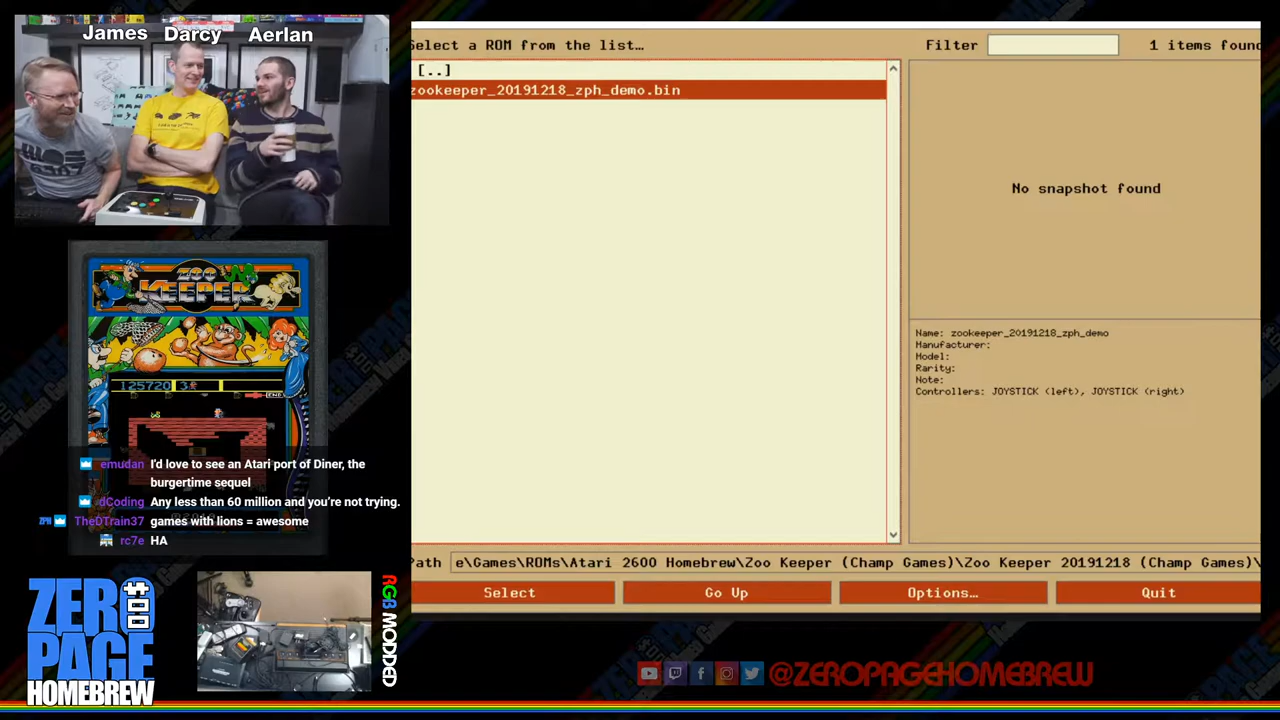 James Darcy Aerlan
Select a ROM from the list…
Filter
1 items found
[..]
zookeeper_20191218_zph_demo.bin
No snapshot found
Name: zookeeper_20191218_zph_demo
Manufacturer:
Model:
Rarity:
Note:
Controllers: JOYSTICK (left), JOYSTICK (right)
Path e\Games\ROMs\Atari 2600 Homebrew\Zoo Keeper (Champ Games)\Zoo Keeper 20191218 (Champ Games)\
Select
Go Up
Options…
Quit
ZOO
KEEPER
125720 3
emudan I'd love to see an Atari port of Diner, the
burgertime sequel
dCoding Any less than 60 million and you're not trying.
ZPH TheDTrain37 games with lions = awesome
rc7e HA
ZERO
PAGE
HOMEBREW
RGB MODDED
@ZEROPAGEHOMEBREW